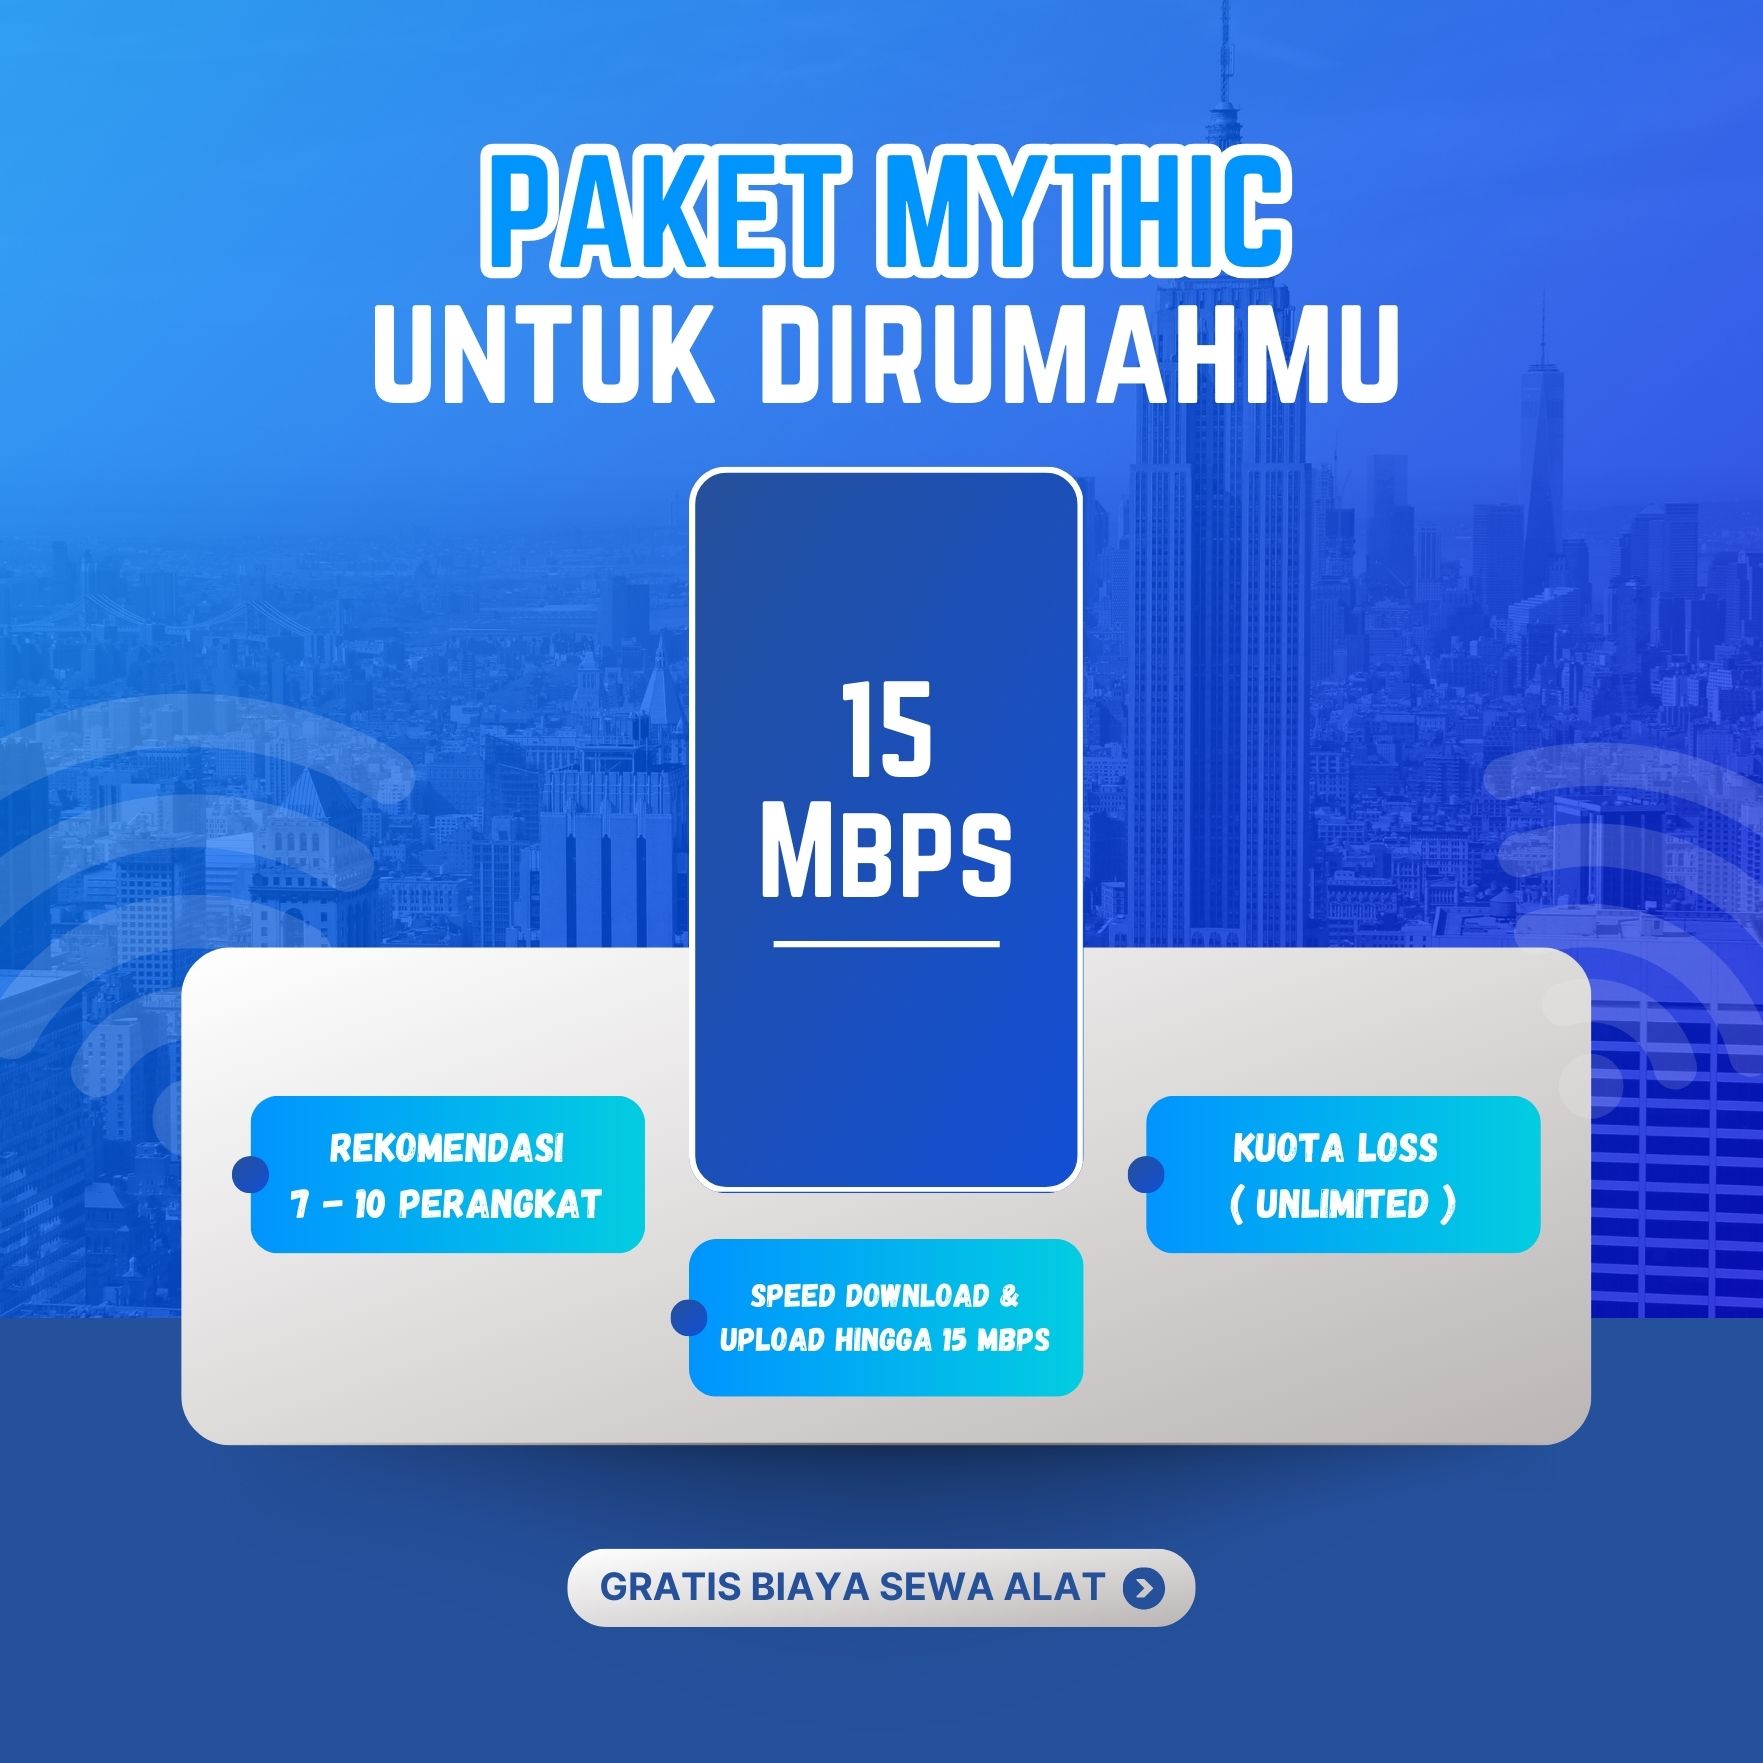 PAKET MYTHIC
UNTUK DIRUMAHMU
15
MBPS
REKOMENDASI
7 - 10 PERANGKAT
KUOTA LOSS
( UNLIMITED )
SPEED DOWNLOAD &
UPLOAD HINGGA 15 MBPS
GRATIS BIAYA SEWA ALAT